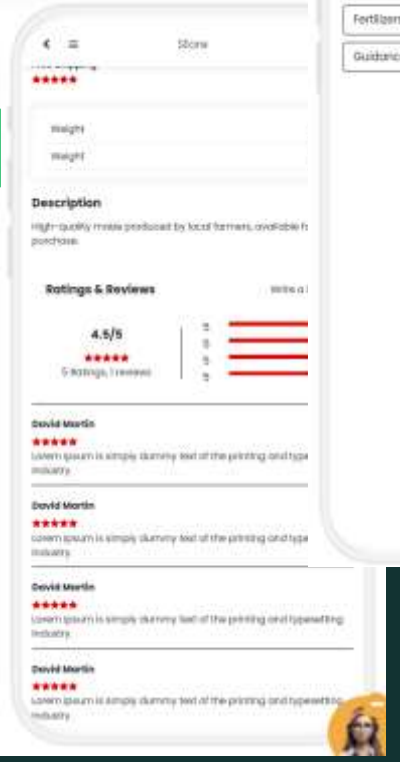 Store
Weight
Weight
Description
High-quality maize produced by local farmers, available
purchase.
Ratings & Reviews
Write a
4.5/5
5 Ratings, 1 reviews
5
5
5
5
David Martin
Lorem Ipsum is simply dummy text of the printing and type
industry.
David Martin
Lorem Ipsum is simply dummy text of the printing and type
industry.
David Martin
Lorem Ipsum is simply dummy text of the printing and typesetting
industry.
David Martin
Lorem Ipsum is simply dummy text of the printing and typesetting
industry.
Fertilizer
Guidanc